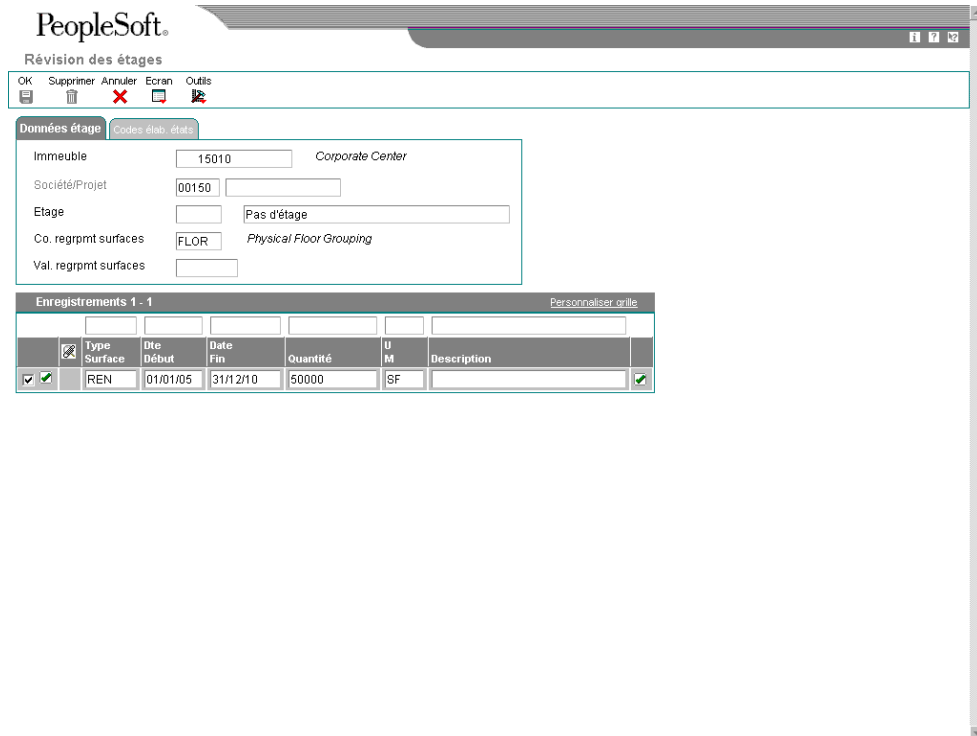 PeopleSoft®
Révision des étages
OK Supprimer Annuler Ecran Outils
Données étage Codes élab. états
Immeuble 15010 Corporate Center
Société/Projet 00150
Etage Pas d'étage
Co. regrpmt surfaces FLOR Physical Floor Grouping
Val. regrpmt surfaces
Enregistrements 1 - 1 Personnaliser grille
Type Surface Dte Début Date Fin Quantité U M Description
REN 01/01/05 31/12/10 50000 SF